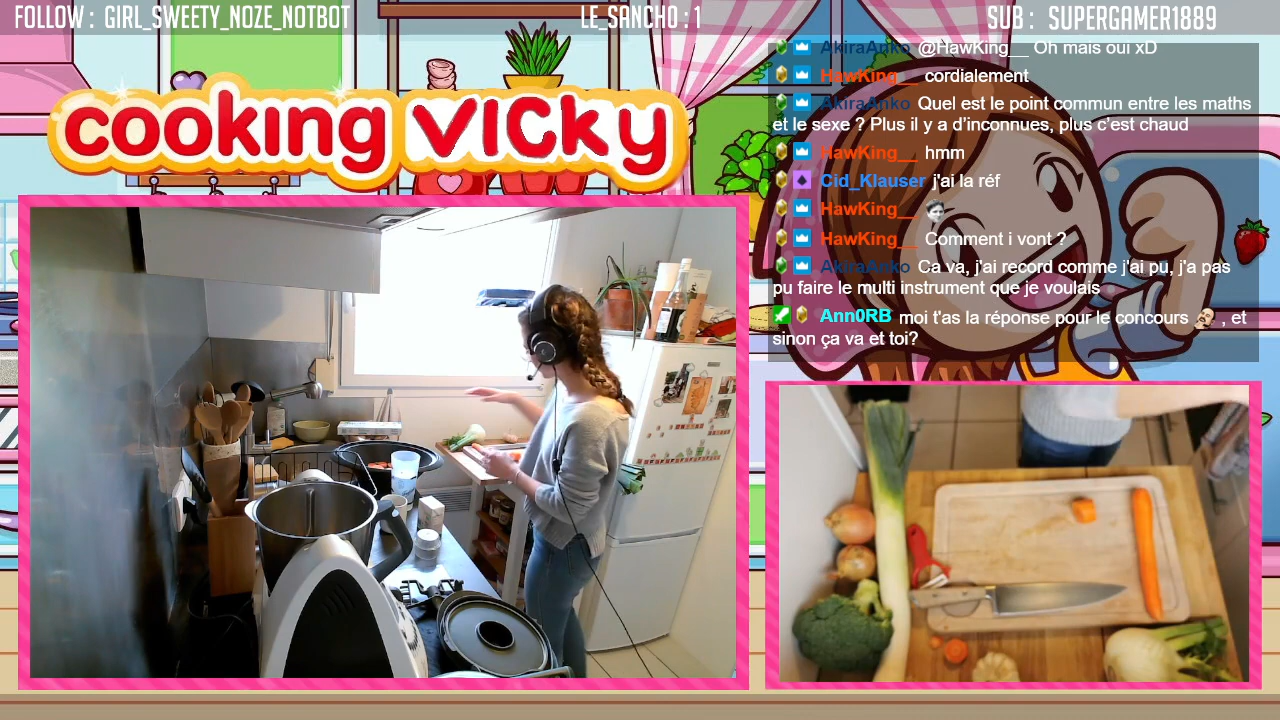 FOLLOW : GIRL_SWEETY_NOZE_NOTBOT
LE_SANCHO : 1
SUB : SUPERGAMER1889
cooking VICky
AkiraAnko @HawKing__ Oh mais oui xD
HawKing__ cordialement
AkiraAnko Quel est le point commun entre les maths
et le sexe ? Plus il y a d'inconnues, plus c'est chaud
HawKing__ hmm
Cid_Klauser j'ai la réf
HawKing__
HawKing__ Comment i vont ?
AkiraAnko Ca va, j'ai record comme j'ai pu, j'a pas
pu faire le multi instrument que je voulais
Ann0RB moi t'as la réponse pour le concours , et
sinon ça va et toi?